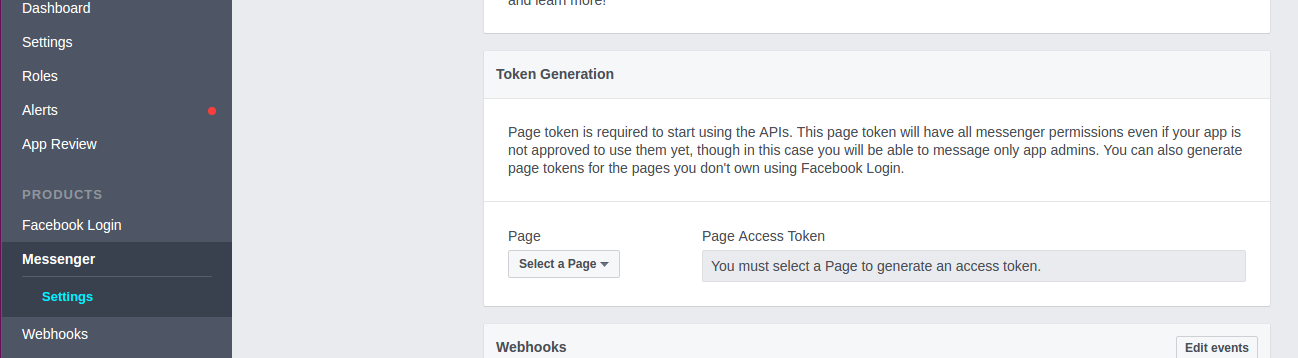 Dashboard
Settings
Roles
Alerts
App Review
PRODUCTS
Facebook Login
Messenger
Settings
Webhooks
and learn more!
Token Generation
Page token is required to start using the APIs. This page token will have all messenger permissions even if your app is
not approved to use them yet, though in this case you will be able to message only app admins. You can also generate
page tokens for the pages you don't own using Facebook Login.
Page
Select a Page
Page Access Token
You must select a Page to generate an access token.
Webhooks
Edit events